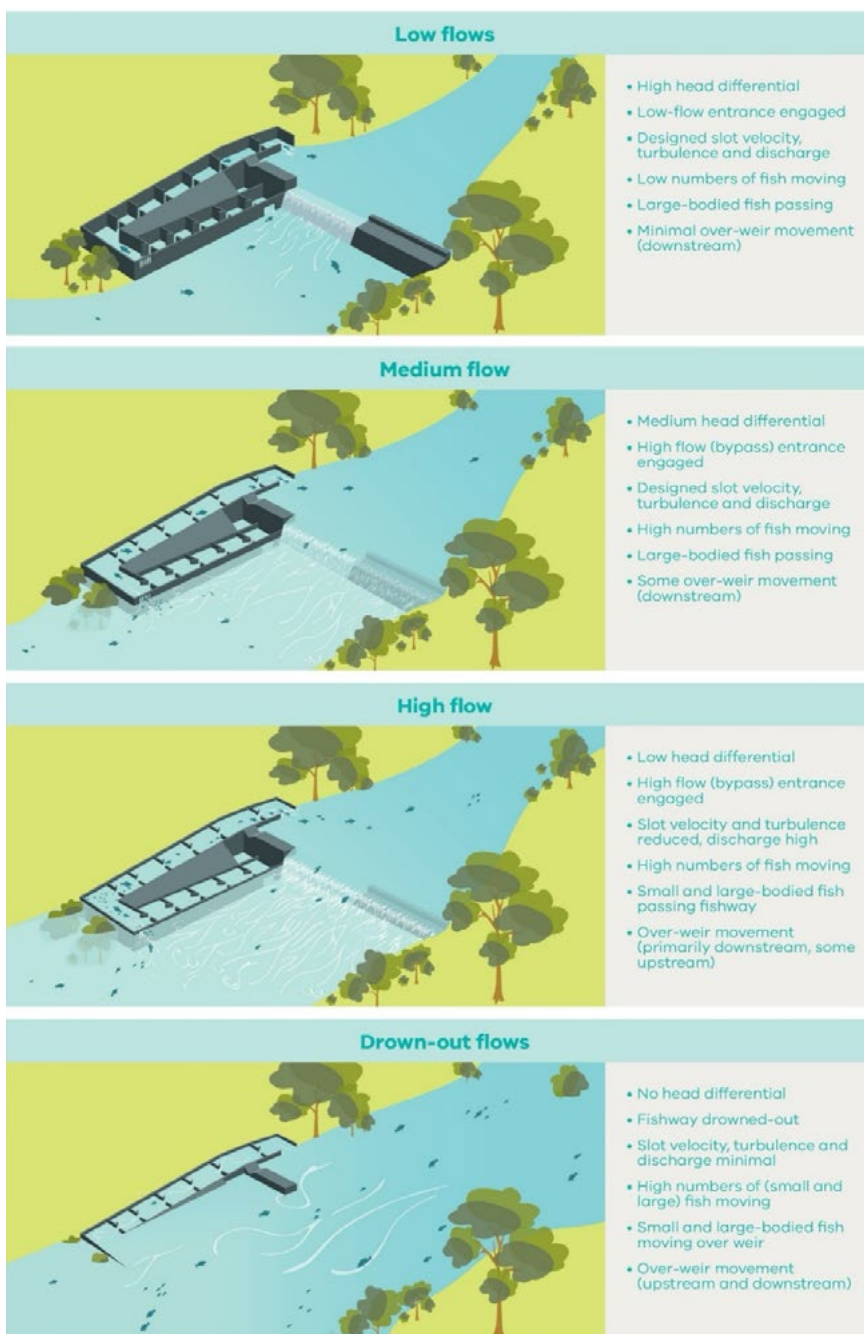 Low flows
• High head differential
• Low-flow entrance engaged
• Designed slot velocity,
turbulence and discharge
• Low numbers of fish moving
• Large-bodied fish passing
• Minimal over-weir movement
(downstream)
Medium flow
• Medium head differential
• High flow (bypass) entrance
engaged
• Designed slot velocity,
turbulence and discharge
• High numbers of fish moving
• Large-bodied fish passing
• Some over-weir movement
(downstream)
High flow
• Low head differential
• High flow (bypass) entrance
engaged
• Slot velocity and turbulence
reduced, discharge high
• High numbers of fish moving
• Small and large-bodied fish
passing fishway
• Over-weir movement
(primarily downstream, some
upstream)
Drown-out flows
• No head differential
• Fishway drowned-out
• Slot velocity, turbulence and
discharge minimal
• High numbers of (small and
large) fish moving
• Small and large-bodied fish
moving over weir
• Over-weir movement
(upstream and downstream)